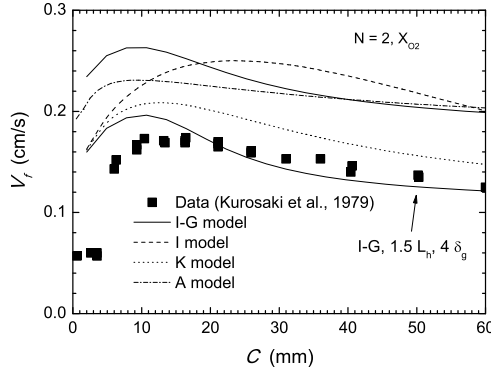 0.3
N = 2, X_O2
0.2
V_f (cm/s)
Data (Kurosaki et al., 1979)
I-G model
0.1
I model
I-G, 1.5 L_h, 4 δ_g
K model
A model
0.0
0 10 20 30 40 50 60
C (mm)